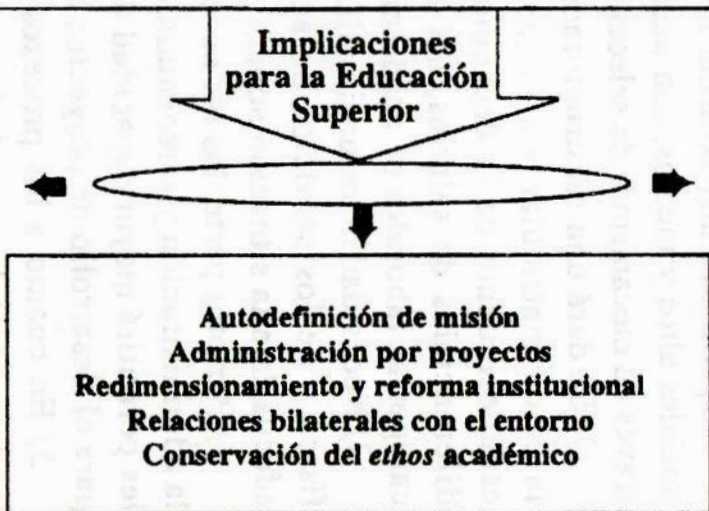 Implicaciones
para la Educación
Superior
Autodefinición de misión
Administración por proyectos
Redimensionamiento y reforma institucional
Relaciones bilaterales con el entorno
Conservación del ethos académico